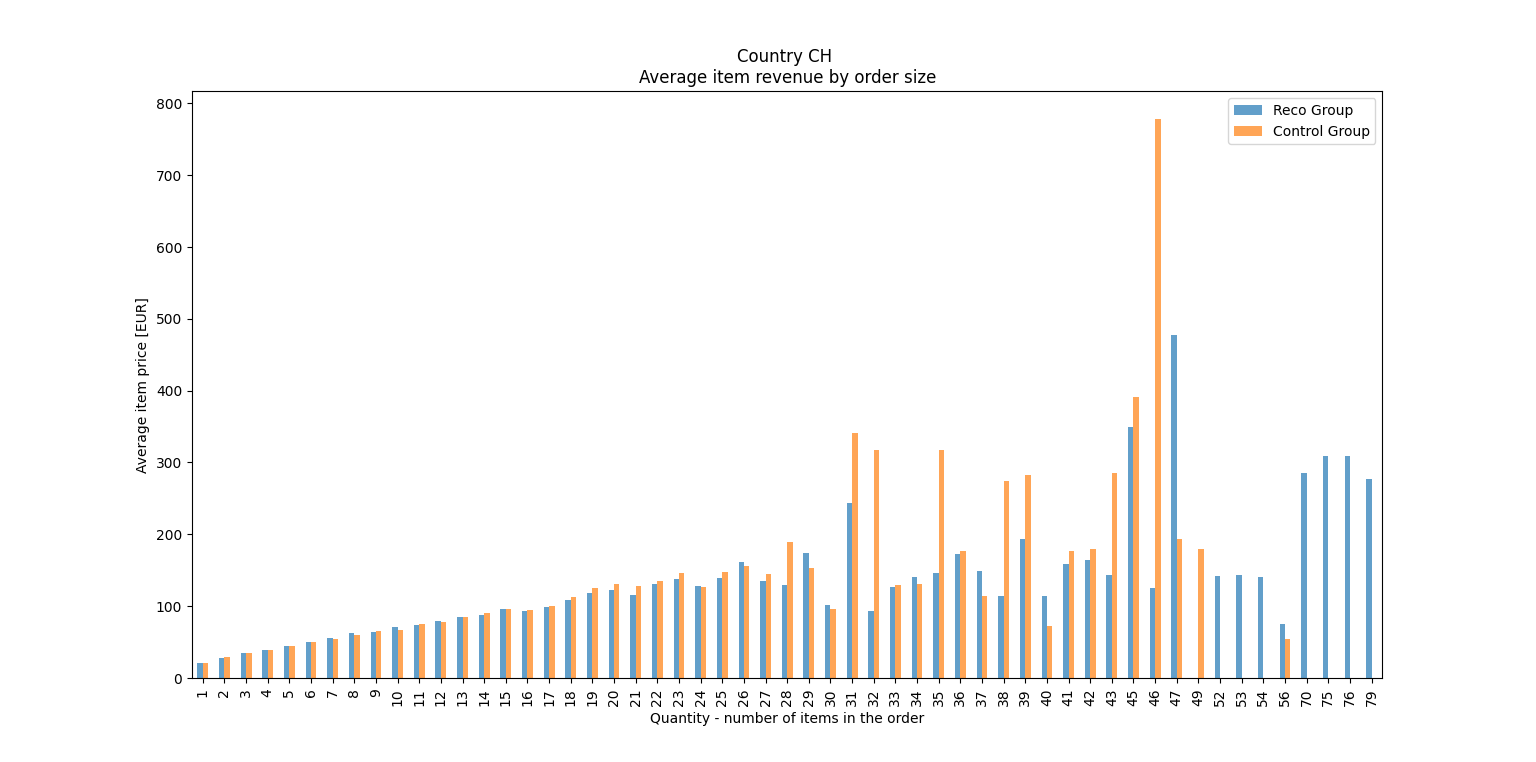 Country CH
Average item revenue by order size
Reco Group
Control Group
Average item price [EUR]
800
700
600
500
400
300
200
100
0
1 2 3 4 5 6 7 8 9 10 11 12 13 14 15 16 17 18 19 20 21 22 23 24 25 26 27 28 29 30 31 32 33 34 35 36 37 38 39 40 41 42 43 45 46 47 49 52 53 54 56 70 75 76 79
Quantity - number of items in the order